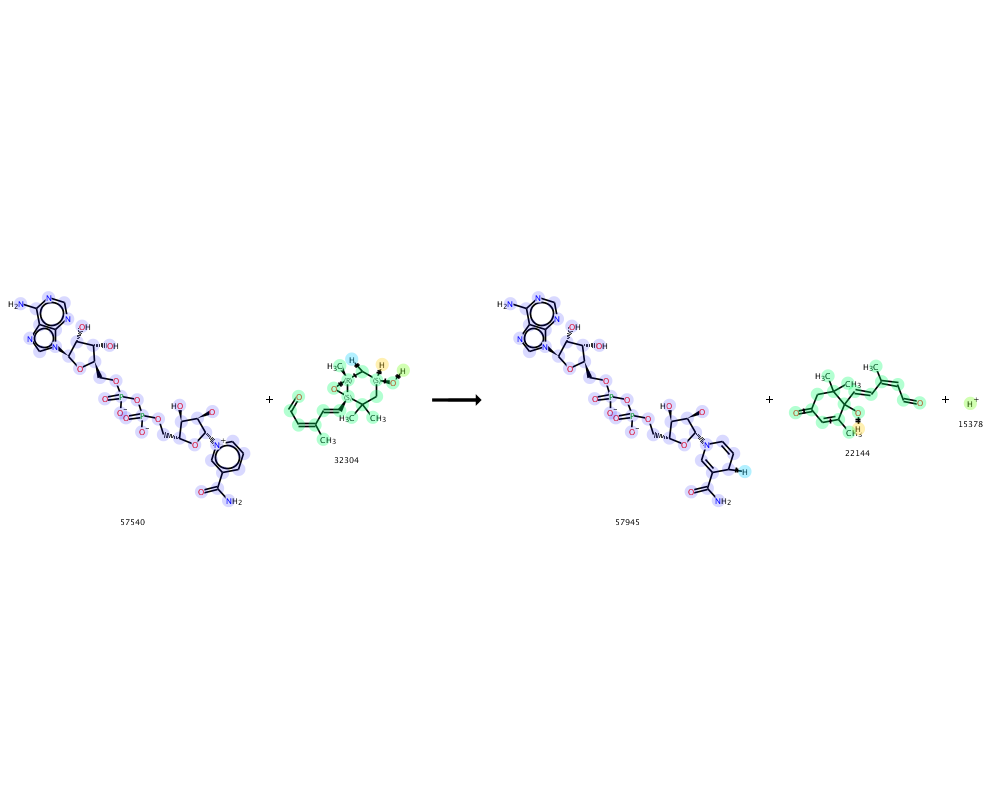 H₂N N N N N O OH OH O P O O⁻ O P O O⁻ O HO O O N⁺ O NH₂
57540
+
O CH₃ H₃C O H H O H H₃C CH₃
32304
H₂N N N N N O OH OH O P O O⁻ O P O O⁻ O HO O O N H O NH₂
57945
+
O H₃C CH₃ O H CH₃ H₃C O
22144
+
H⁺
15378